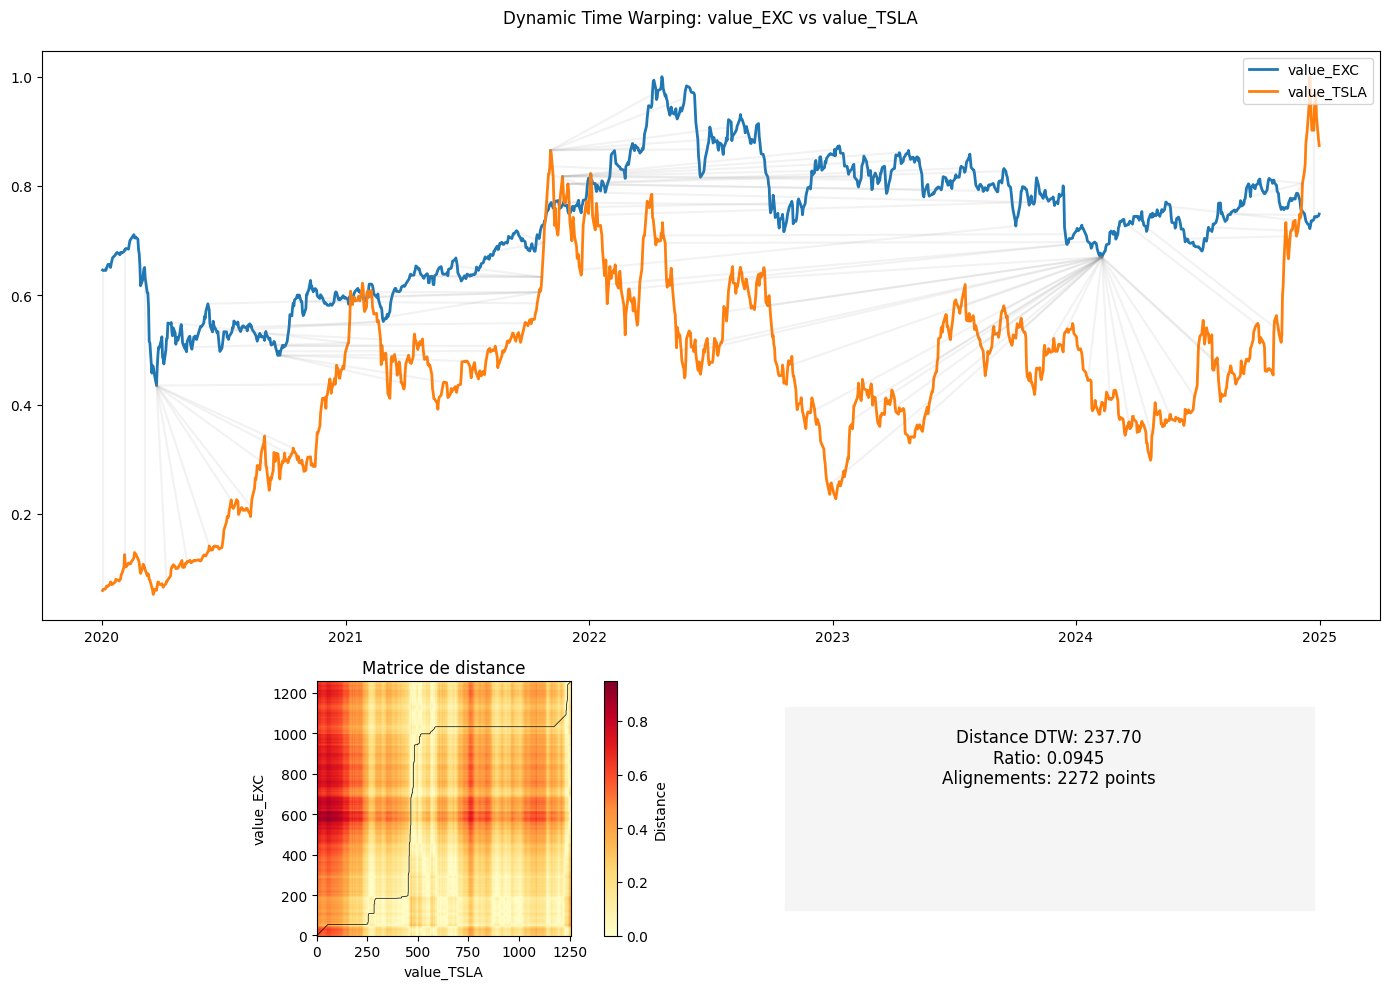 Dynamic Time Warping: value_EXC vs value_TSLA
value_EXC
value_TSLA
1.0
0.8
0.6
0.4
0.2
2020 2021 2022 2023 2024 2025
Matrice de distance
value_EXC
1200
1000
800
600
400
200
0
0 250 500 750 1000 1250
value_TSLA
0.8
0.6
0.4
0.2
0.0
Distance
Distance DTW: 237.70
Ratio: 0.0945
Alignements: 2272 points